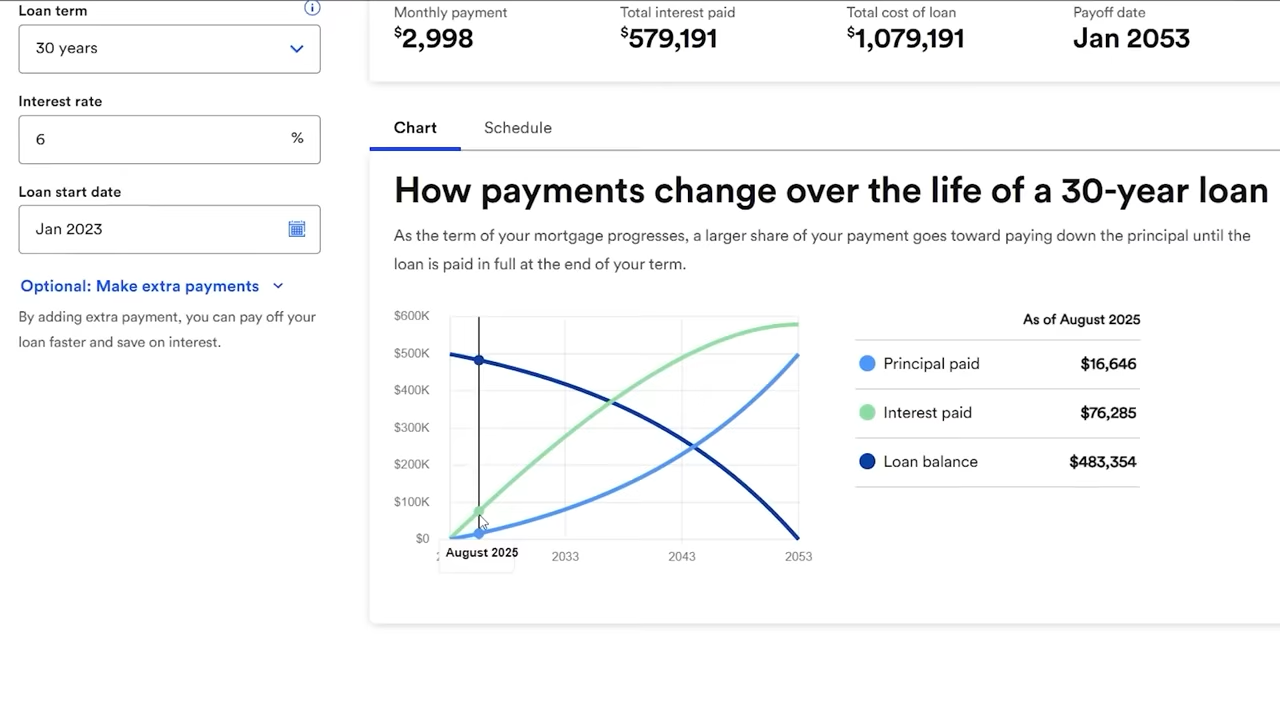 Loan term
30 years
Interest rate
6 %
Loan start date
Jan 2023
Optional: Make extra payments
By adding extra payment, you can pay off your
loan faster and save on interest.
Monthly payment
$2,998
Total interest paid
$579,191
Total cost of loan
$1,079,191
Payoff date
Jan 2053
Chart
Schedule
How payments change over the life of a 30-year loan
As the term of your mortgage progresses, a larger share of your payment goes toward paying down the principal until the
loan is paid in full at the end of your term.
$600K
$500K
$400K
$300K
$200K
$100K
$0
August 2025
2033
2043
2053
As of August 2025
Principal paid $16,646
Interest paid $76,285
Loan balance $483,354